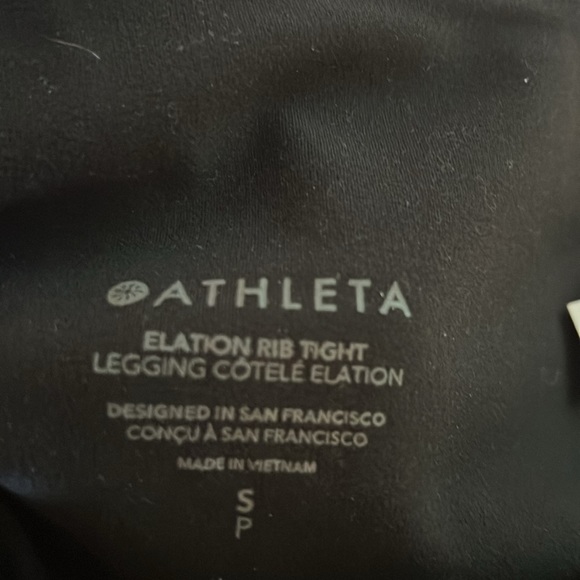 ATHLETA
ELATION RIB TIGHT
LEGGING CÔTELÉ ELATION
DESIGNED IN SAN FRANCISCO
CONÇU À SAN FRANCISCO
MADE IN VIETNAM
S
P